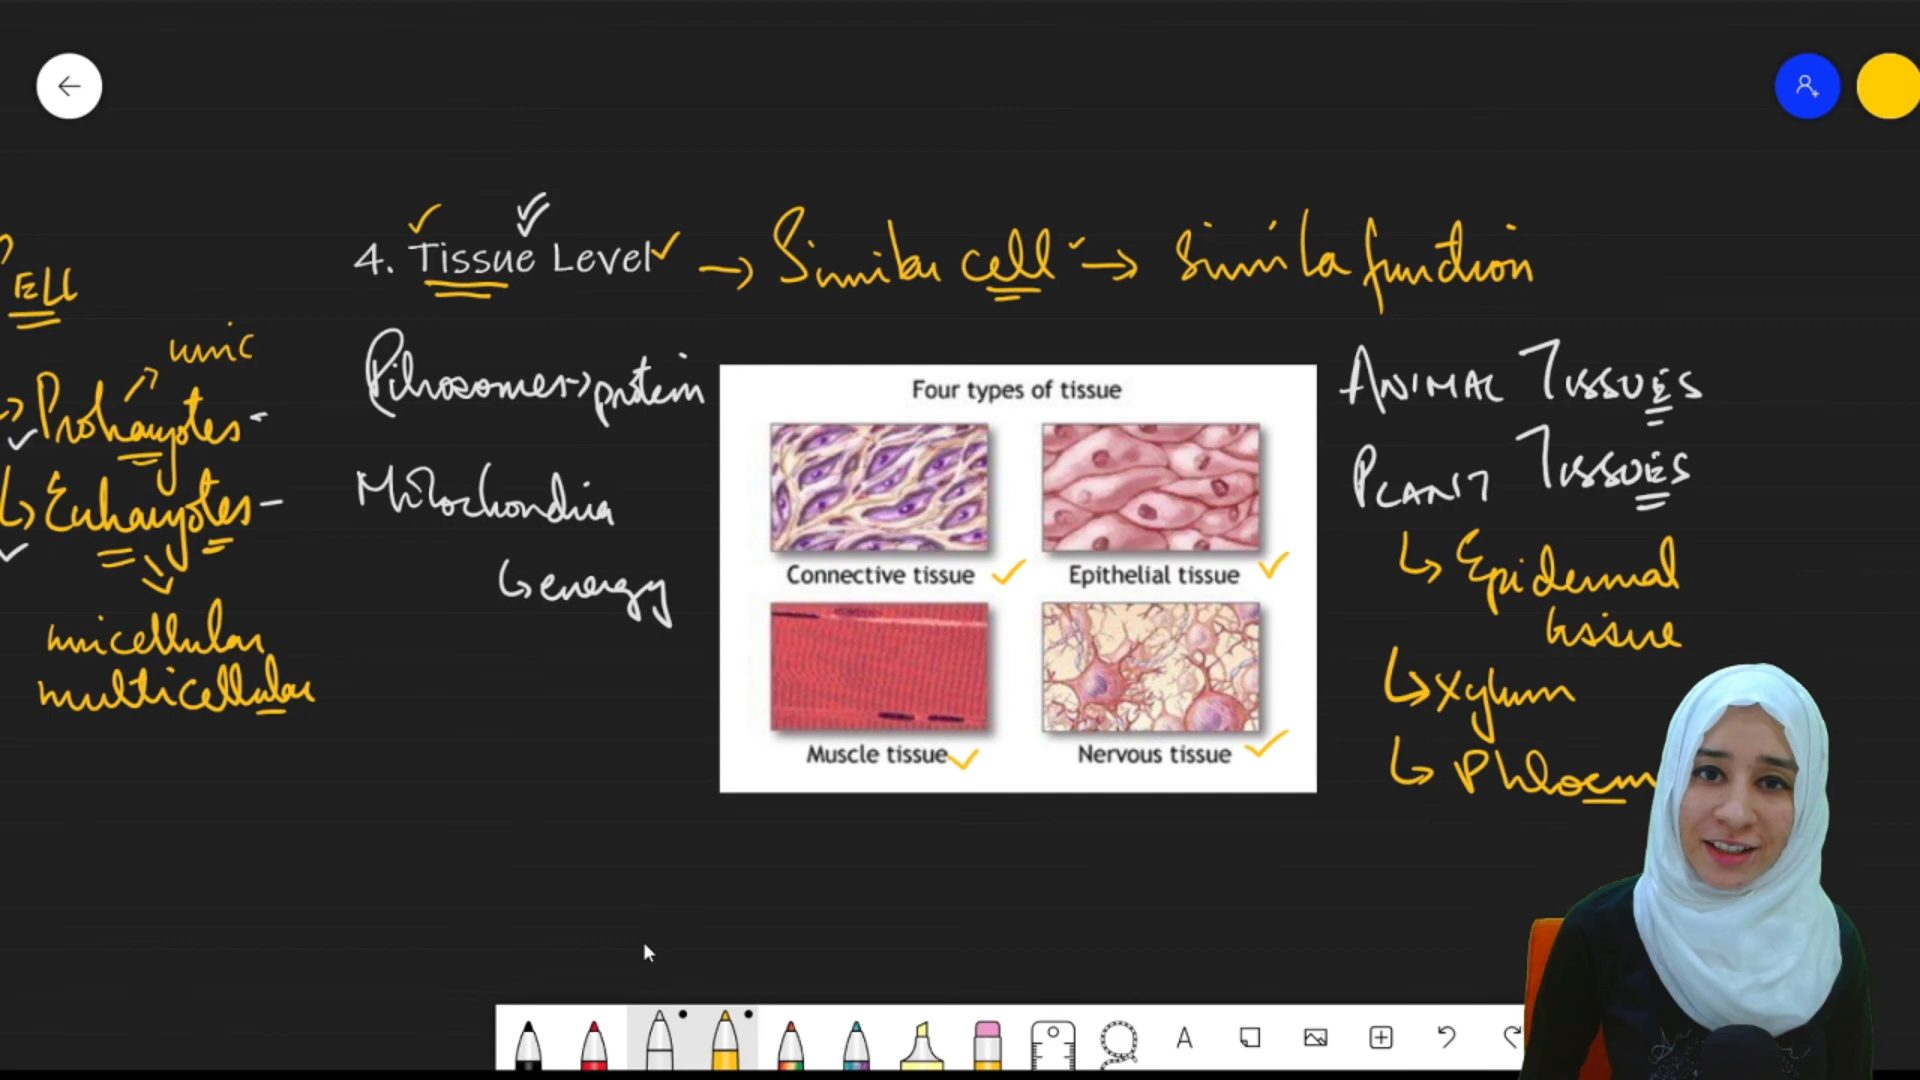 ELL
unic
Prokaryotes-
Eukaryotes-
unicellular
multicellular
4. Tissue Level → Similar cell → Similar function
Ribosomes→protein
Mitochondria
↳energy
Four types of tissue
Connective tissue
Epithelial tissue
Muscle tissue
Nervous tissue
ANIMAL TISSUES
PLANT TISSUES
↳ Epidermal
tissue
↳xylum
↳ Phloem
A